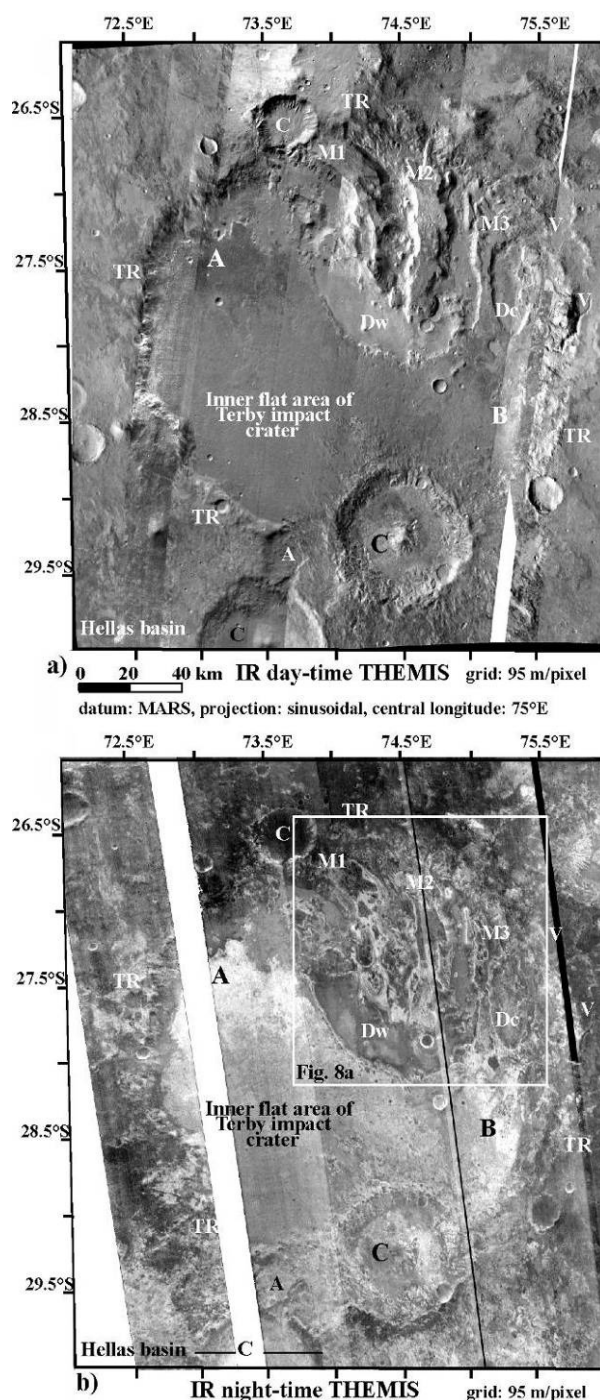 72.5°E 73.5°E 74.5°E 75.5°E
26.5°S
TR
C
M1
M2
M3
V
27.5°S
A
TR
Dw
Dc
V
Inner flat area of
Terby impact
crater
28.5°S
B
TR
TR
C
29.5°S
A
C
Hellas basin
a) 0 20 40 km IR day-time THEMIS grid: 95 m/pixel
datum: MARS, projection: sinusoidal, central longitude: 75°E
72.5°E 73.5°E 74.5°E 75.5°E
26.5°S
TR
C
M1
M2
M3
V
27.5°S
A
TR
Dw
Dc
V
Fig. 8a
Inner flat area of
Terby impact
crater
28.5°S
B
TR
TR
C
29.5°S
A
Hellas basin C
b) IR night-time THEMIS grid: 95 m/pixel